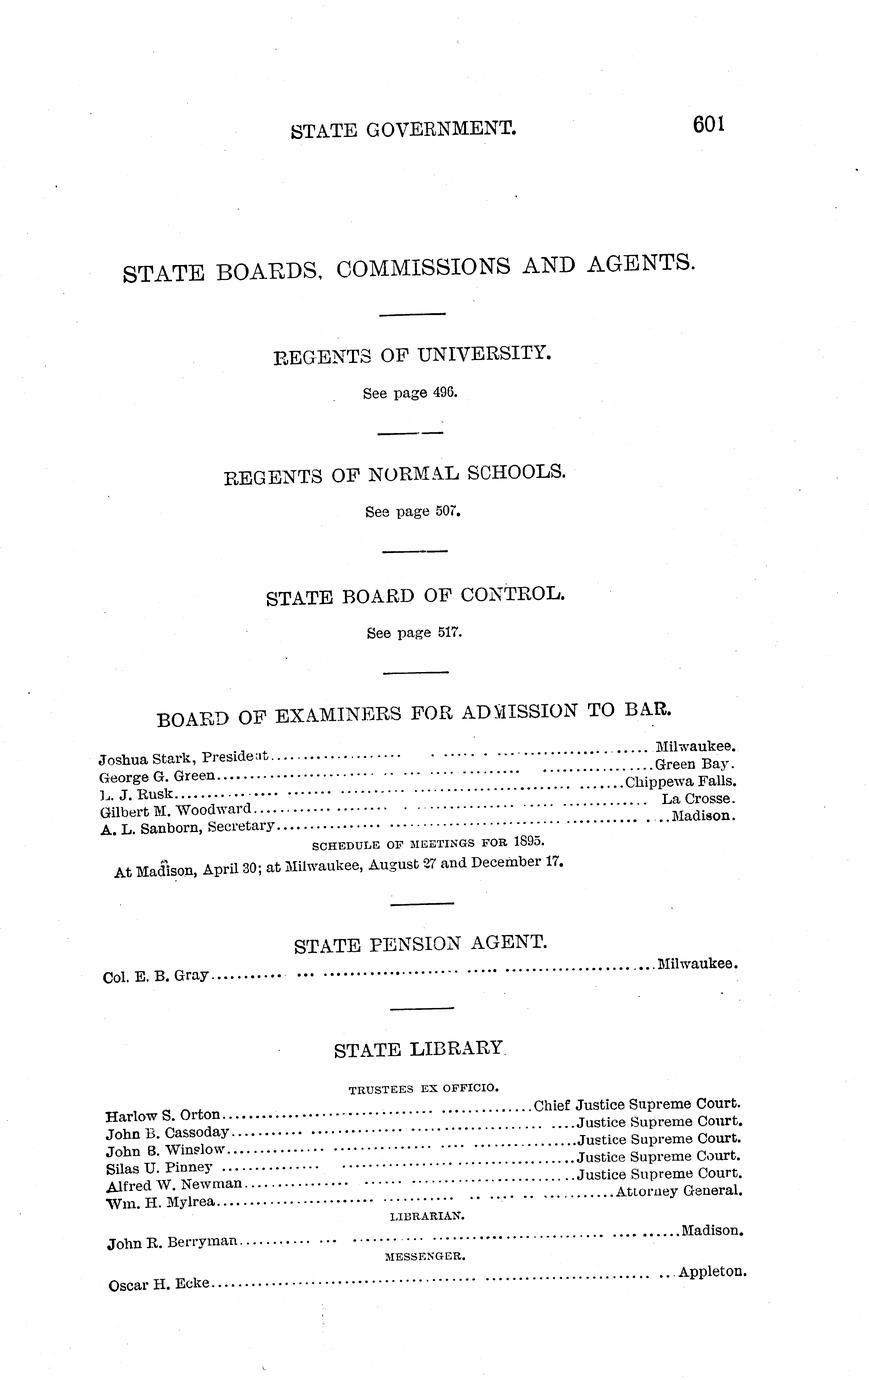 STATE GOVERNMENT. 601
STATE BOARDS, COMMISSIONS AND AGENTS.
REGENTS OF UNIVERSITY.
See page 496.
REGENTS OF NORMAL SCHOOLS.
See page 507.
STATE BOARD OF CONTROL.
See page 517.
BOARD OF EXAMINERS FOR ADMISSION TO BAR.
Joshua Stark, President.................... Milwaukee.
George G. Green....................Green Bay.
L. J. Rusk....................Chippewa Falls.
Gilbert M. Woodward.................... La Crosse.
A. L. Sanborn, Secretary....................Madison.
SCHEDULE OF MEETINGS FOR 1895.
At Madison, April 30; at Milwaukee, August 27 and December 17.
STATE PENSION AGENT.
Col. E. B. Gray....................Milwaukee.
STATE LIBRARY.
TRUSTEES EX OFFICIO.
Harlow S. Orton....................Chief Justice Supreme Court.
John B. Cassoday....................Justice Supreme Court.
John B. Winslow....................Justice Supreme Court.
Silas U. Pinney ....................Justice Supreme Court.
Alfred W. Newman....................Justice Supreme Court.
Wm. H. Mylrea....................Attorney General.
LIBRARIAN.
John R. Berryman....................Madison.
MESSENGER.
Oscar H. Ecke....................Appleton.